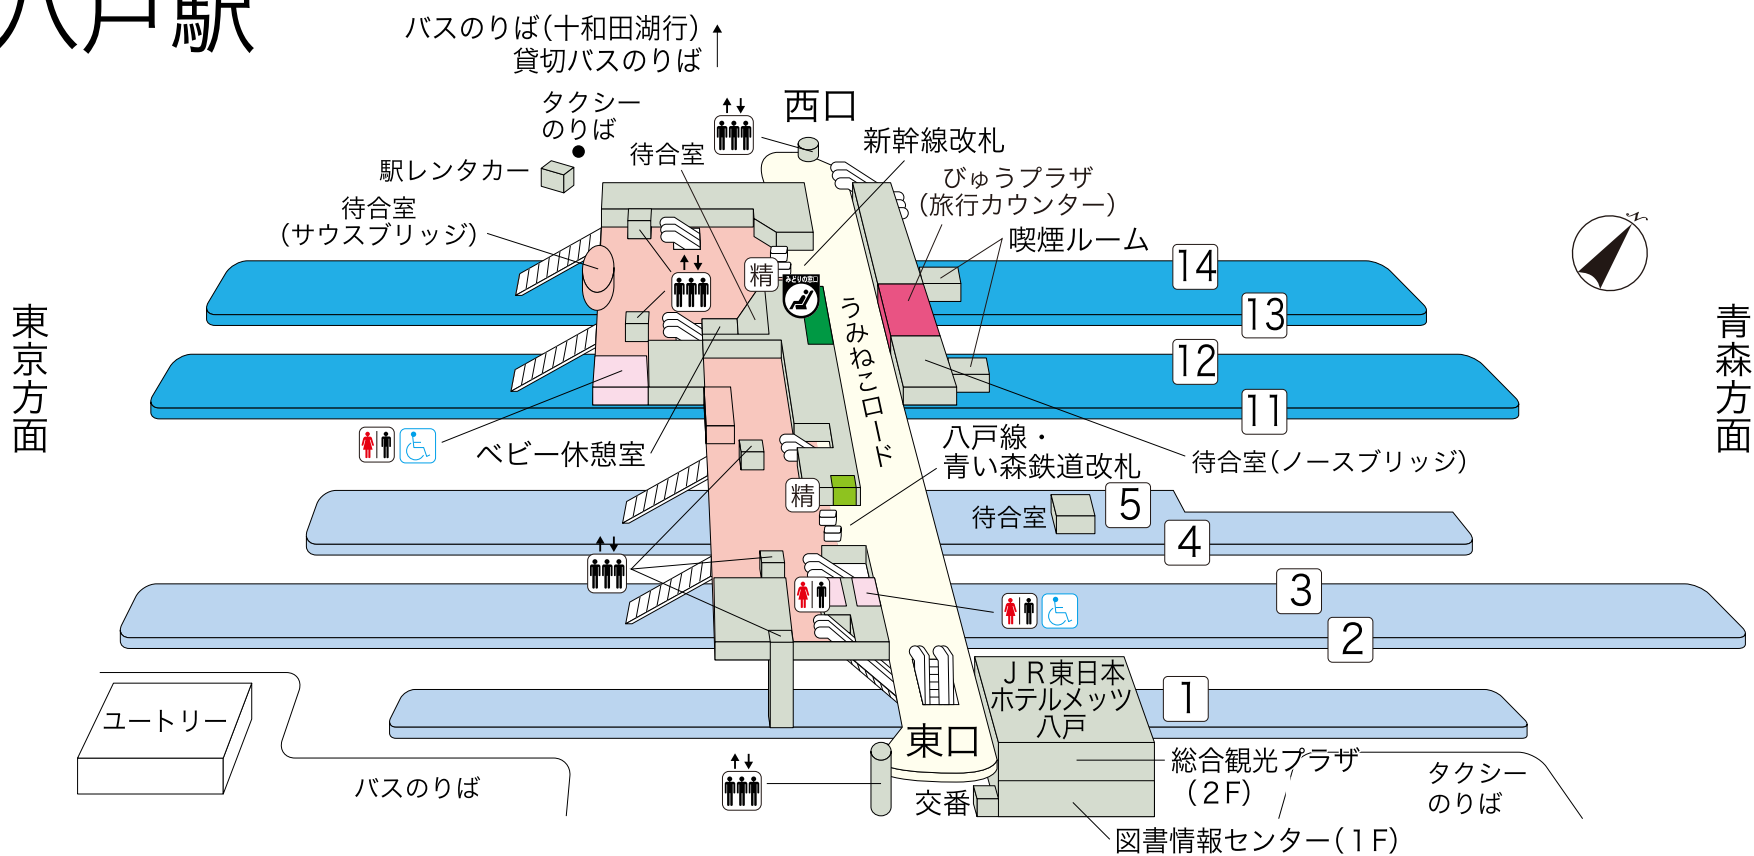 八戸駅
バスのりば（十和田湖行）
貸切バスのりば
タクシー
のりば
西口
新幹線改札
待合室
駅レンタカー
びゅうプラザ
（旅行カウンター）
待合室
（サウスブリッジ）
喫煙ルーム
N
14
精
みどりの窓口
13
うみねこロード
東京方面
青森方面
12
11
ベビー休憩室
八戸線・
青い森鉄道改札
待合室（ノースブリッジ）
精
待合室
5
4
3
2
JR東日本
ホテルメッツ
八戸
1
ユートリー
東口
バスのりば
交番
総合観光プラザ
（2F）
タクシー
のりば
図書情報センター（1F）